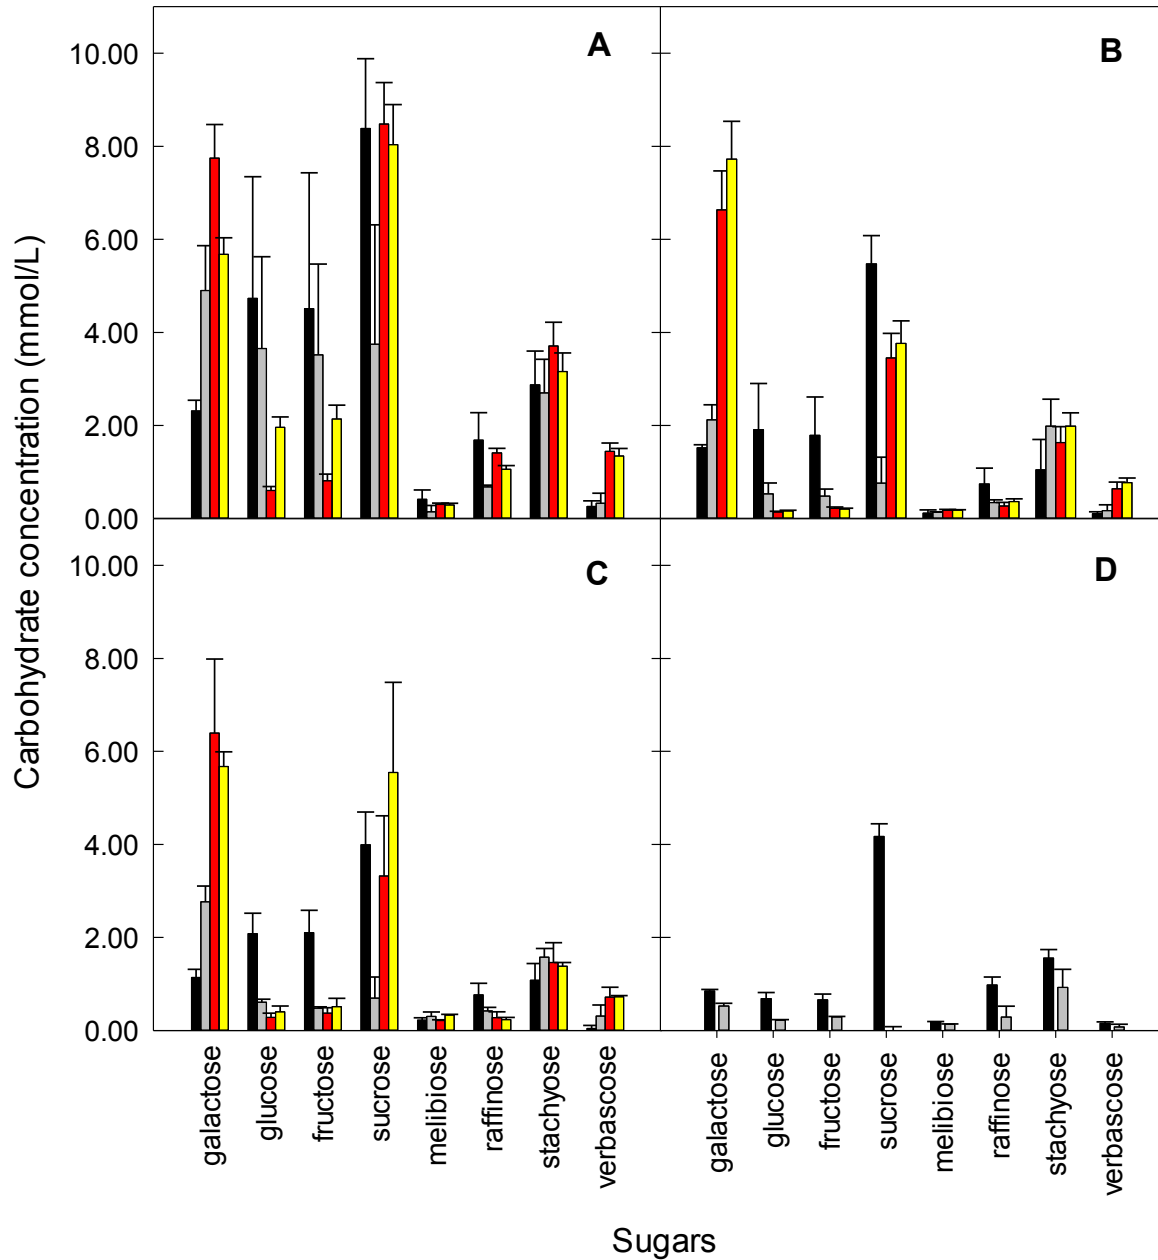 A
B
10.00
8.00
6.00
4.00
2.00
0.00
C
D
10.00
8.00
6.00
4.00
2.00
0.00
Carbohydrate concentration (mmol/L)
galactose
glucose
fructose
sucrose
melibiose
raffinose
stachyose
verbascose
galactose
glucose
fructose
sucrose
melibiose
raffinose
stachyose
verbascose
Sugars